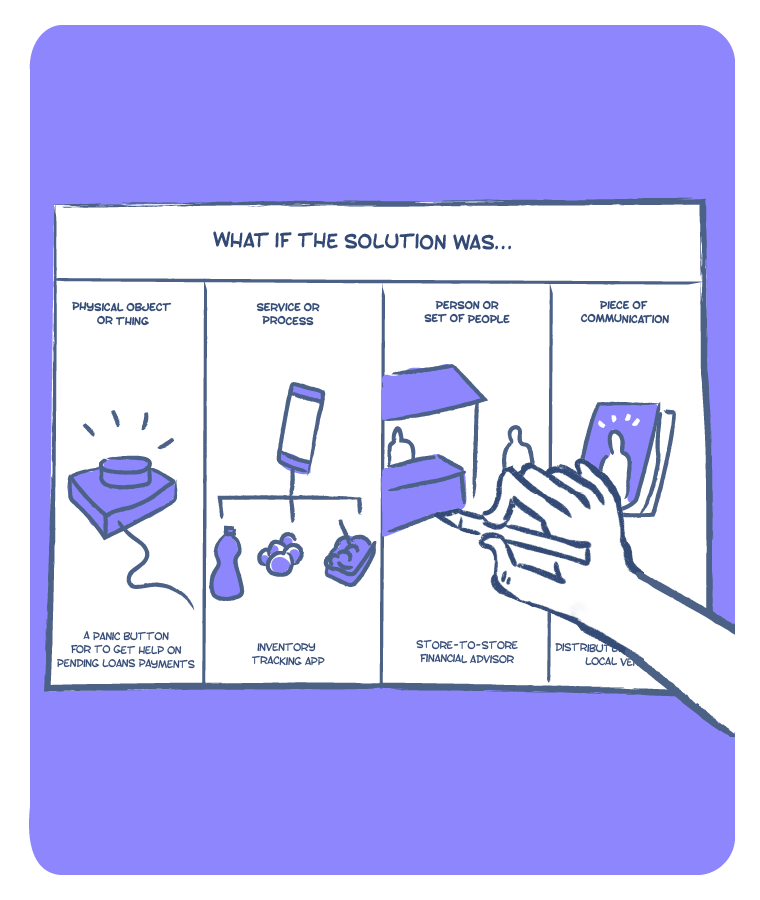 WHAT IF THE SOLUTION WAS...
PHYSICAL OBJECT
OR THING
SERVICE OR
PROCESS
PERSON OR
SET OF PEOPLE
PIECE OF
COMMUNICATION
A PANIC BUTTON
FOR TO GET HELP ON
PENDING LOANS PAYMENTS
INVENTORY
TRACKING APP
STORE-TO-STORE
FINANCIAL ADVISOR
LOCAL